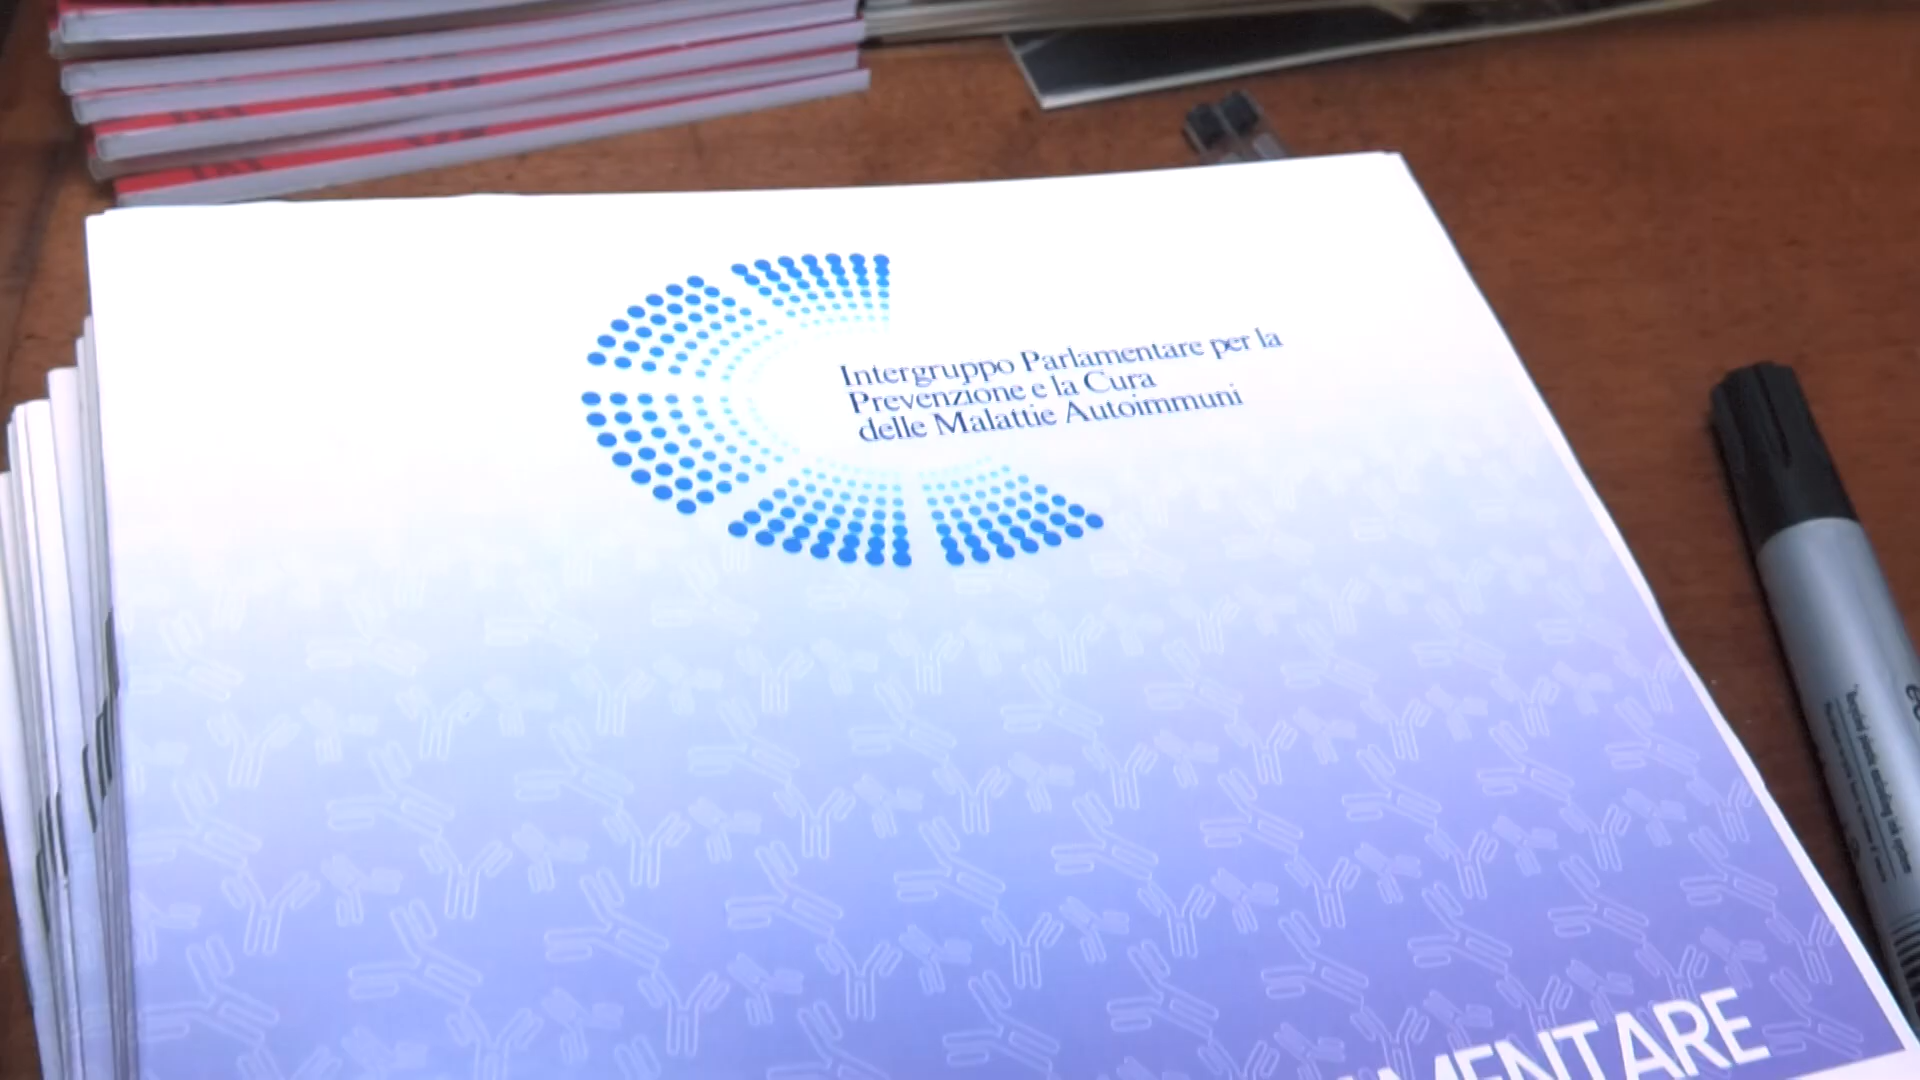 Intergruppo Parlamentare per la
Prevenzione e la Cura
delle Malattie Autoimmuni
MENTARE